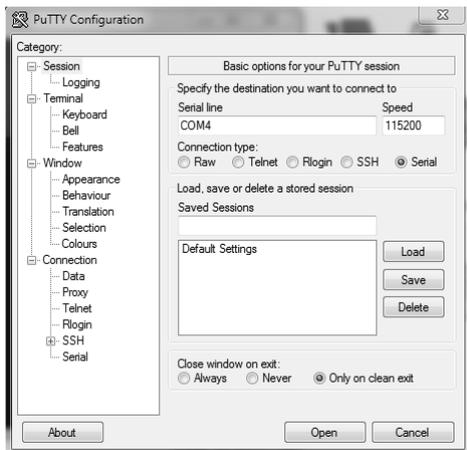 PuTTY Configuration
Category:
Session
Logging
Terminal
Keyboard
Bell
Features
Window
Appearance
Behaviour
Translation
Selection
Colours
Connection
Data
Proxy
Telnet
Rlogin
SSH
Serial
Basic options for your PuTTY session
Specify the destination you want to connect to
Serial line Speed
COM4 115200
Connection type:
Raw Telnet Rlogin SSH Serial
Load, save or delete a stored session
Saved Sessions
Default Settings
Load
Save
Delete
Close window on exit:
Always Never Only on clean exit
About Open Cancel